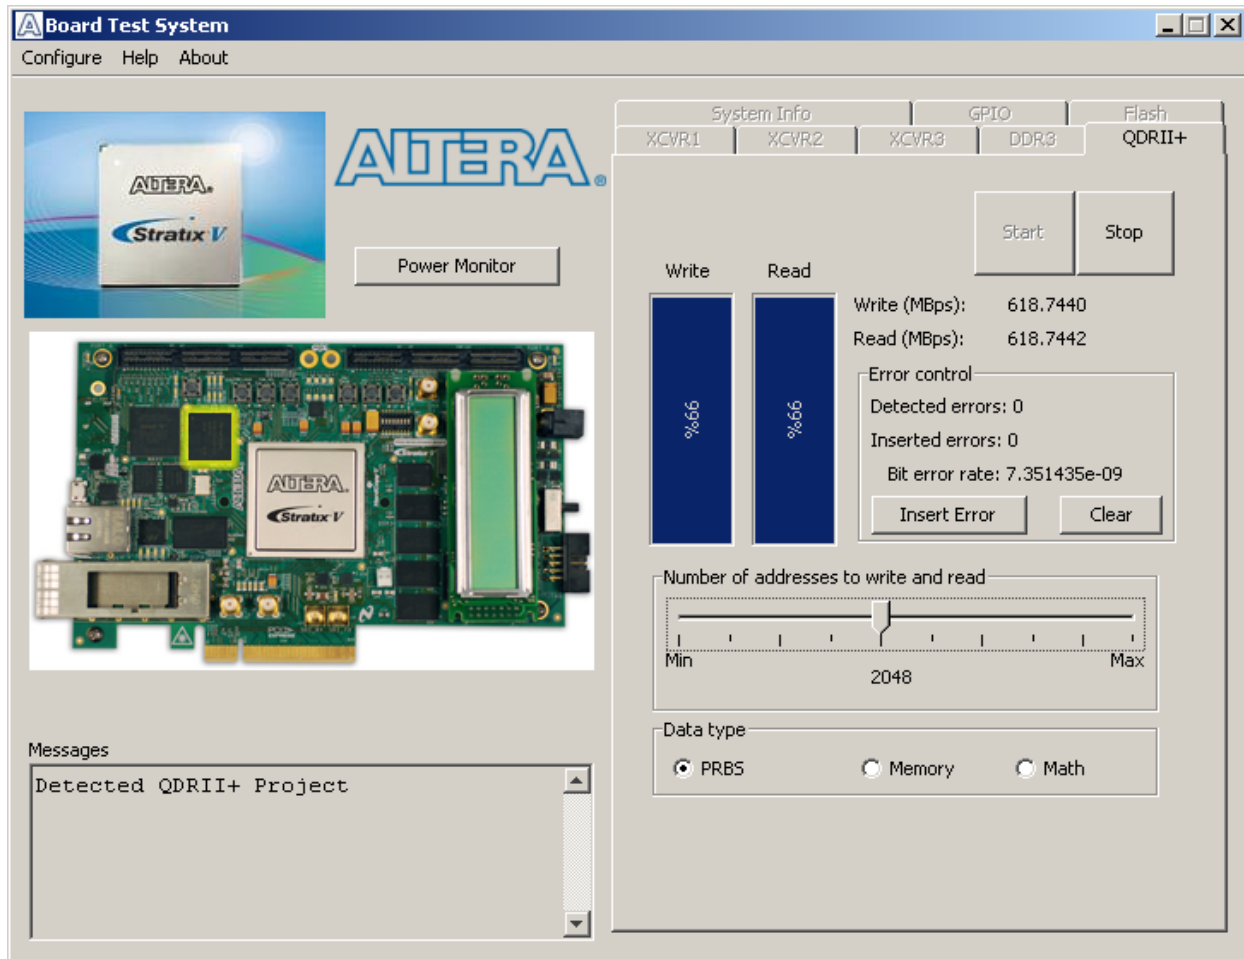 Board Test System
Configure Help About
ALTERA
Stratix V
ALTERA
Power Monitor
ALTERA
Stratix V
Messages
Detected QDRII+ Project
System Info GPIO Flash
XCVR1 XCVR2 XCVR3 DDR3 QDRII+
Start Stop
Write Read
99% 99%
Write (MBps): 618.7440
Read (MBps): 618.7442
Error control
Detected errors: 0
Inserted errors: 0
Bit error rate: 7.351435e-09
Insert Error Clear
Number of addresses to write and read
Min Max
2048
Data type
PRBS Memory Math